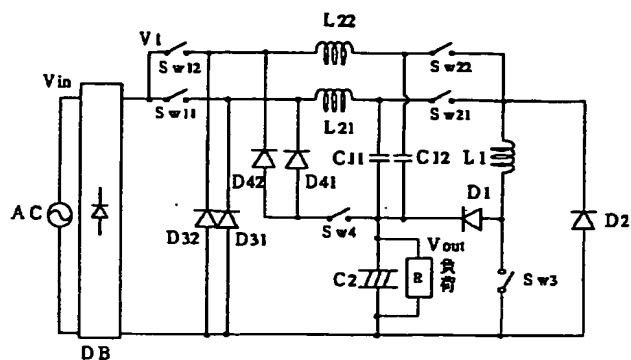 L22
V1
Sw12
Sw22
Vin
Sw11
L21
Sw21
C11
C12
L1
D42
D41
D1
D2
AC
D32
D31
Sw4
Vout
C2
R
負荷
Sw3
DB